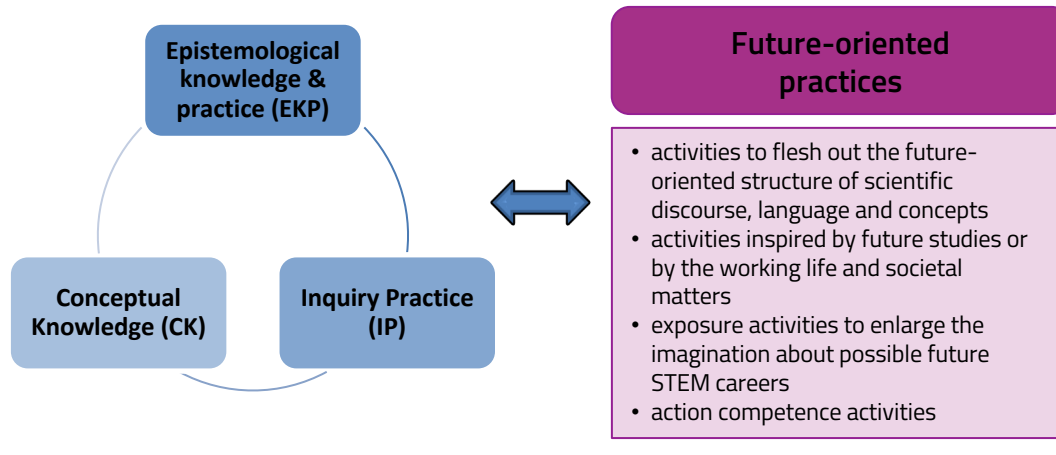 Epistemological
knowledge &
practice (EKP)
Conceptual
Knowledge (CK)
Inquiry Practice
(IP)
Future-oriented
practices
• activities to flesh out the future-
oriented structure of scientific
discourse, language and concepts
• activities inspired by future studies or
by the working life and societal
matters
• exposure activities to enlarge the
imagination about possible future
STEM careers
• action competence activities